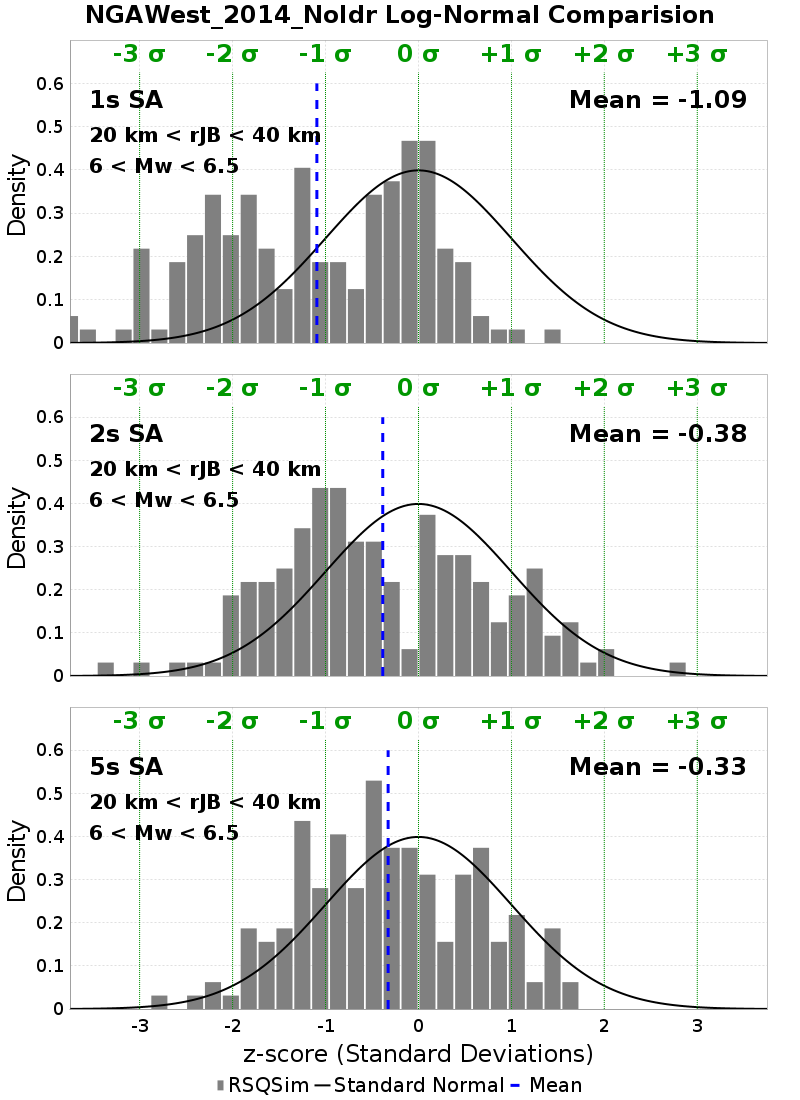 NGAWest_2014_NoIdr Log-Normal Comparision
-3 σ -2 σ -1 σ 0 σ +1 σ +2 σ +3 σ
1s SA Mean = -1.09
20 km < rJB < 40 km
6 < Mw < 6.5
0.6
0.5
0.4
0.3
0.2
0.1
0
Density
-3 σ -2 σ -1 σ 0 σ +1 σ +2 σ +3 σ
2s SA Mean = -0.38
20 km < rJB < 40 km
6 < Mw < 6.5
0.6
0.5
0.4
0.3
0.2
0.1
0
Density
-3 σ -2 σ -1 σ 0 σ +1 σ +2 σ +3 σ
5s SA Mean = -0.33
20 km < rJB < 40 km
6 < Mw < 6.5
0.6
0.5
0.4
0.3
0.2
0.1
0
Density
-3 -2 -1 0 1 2 3
z-score (Standard Deviations)
RSQSim Standard Normal Mean